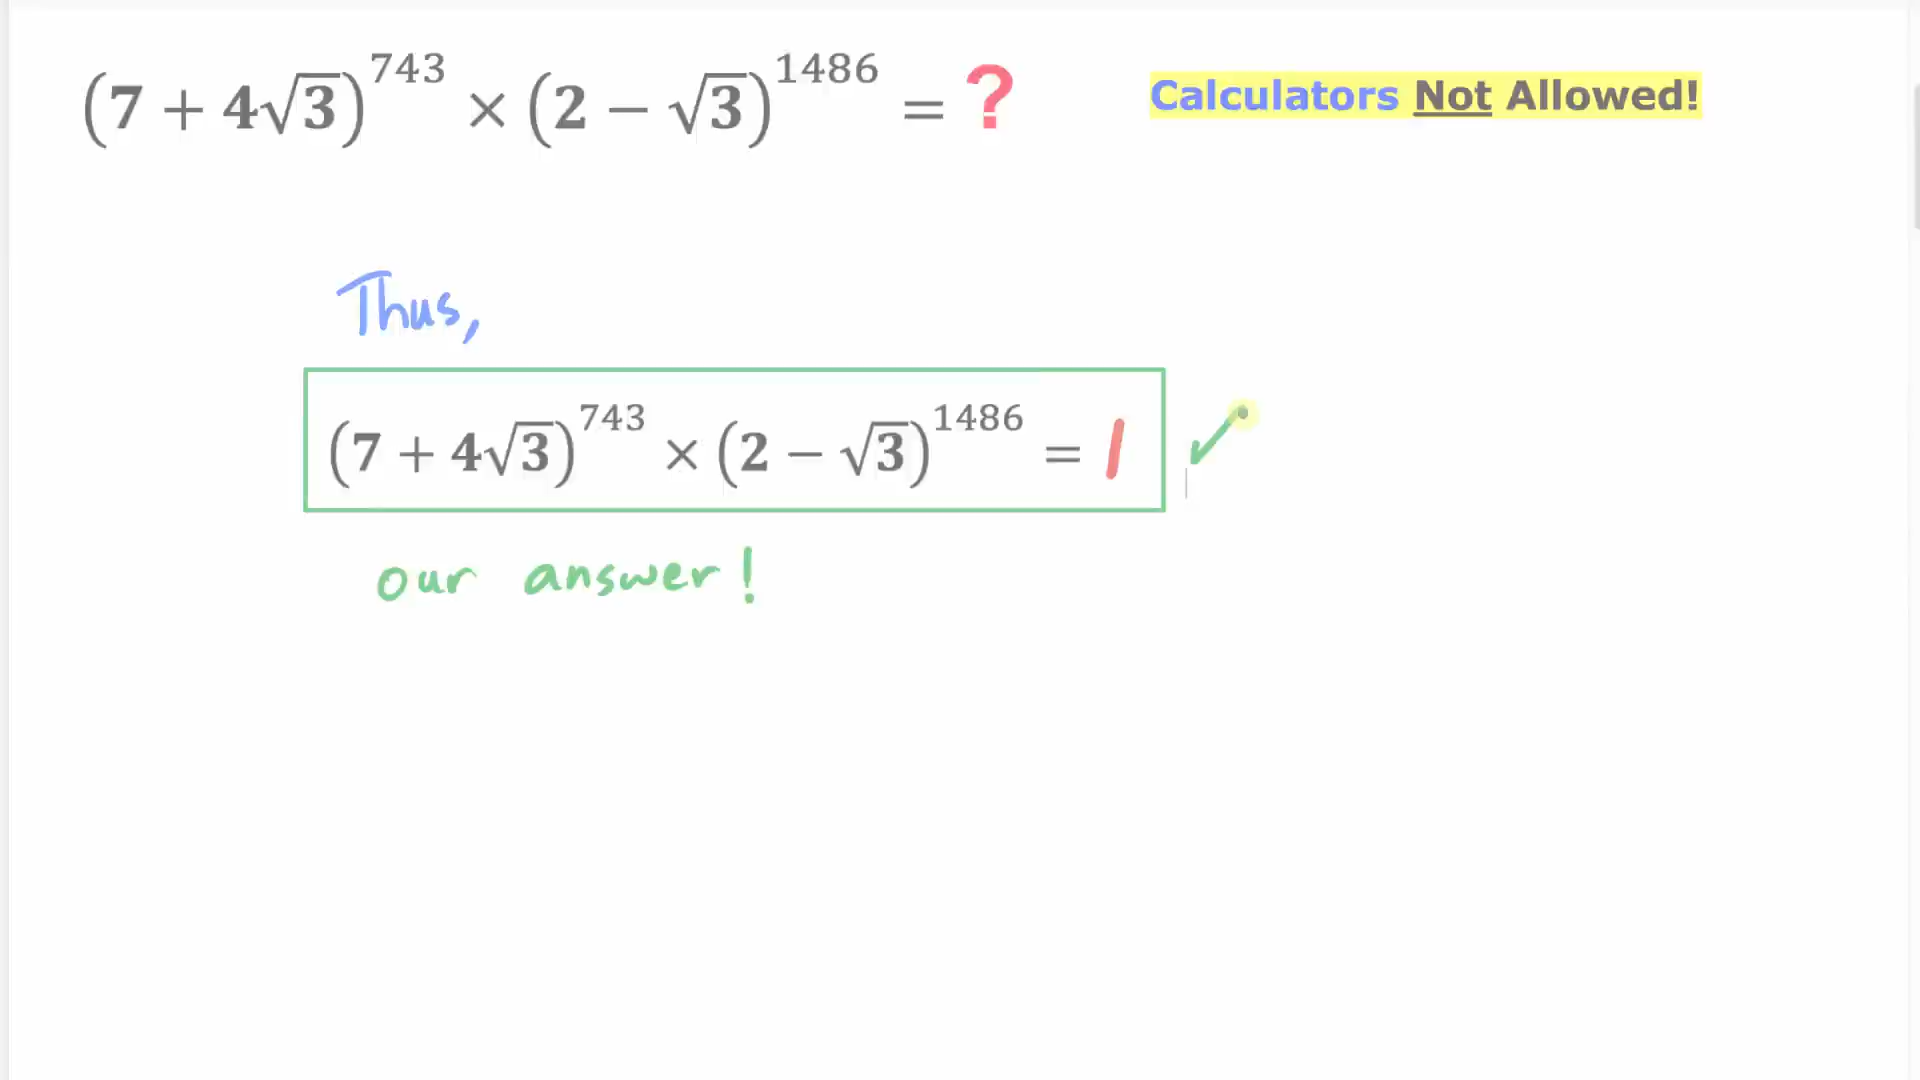 (7 + 4√3)^743 × (2 − √3)^1486 = ?
Calculators Not Allowed!
Thus,
(7 + 4√3)^743 × (2 − √3)^1486 = 1
our answer!